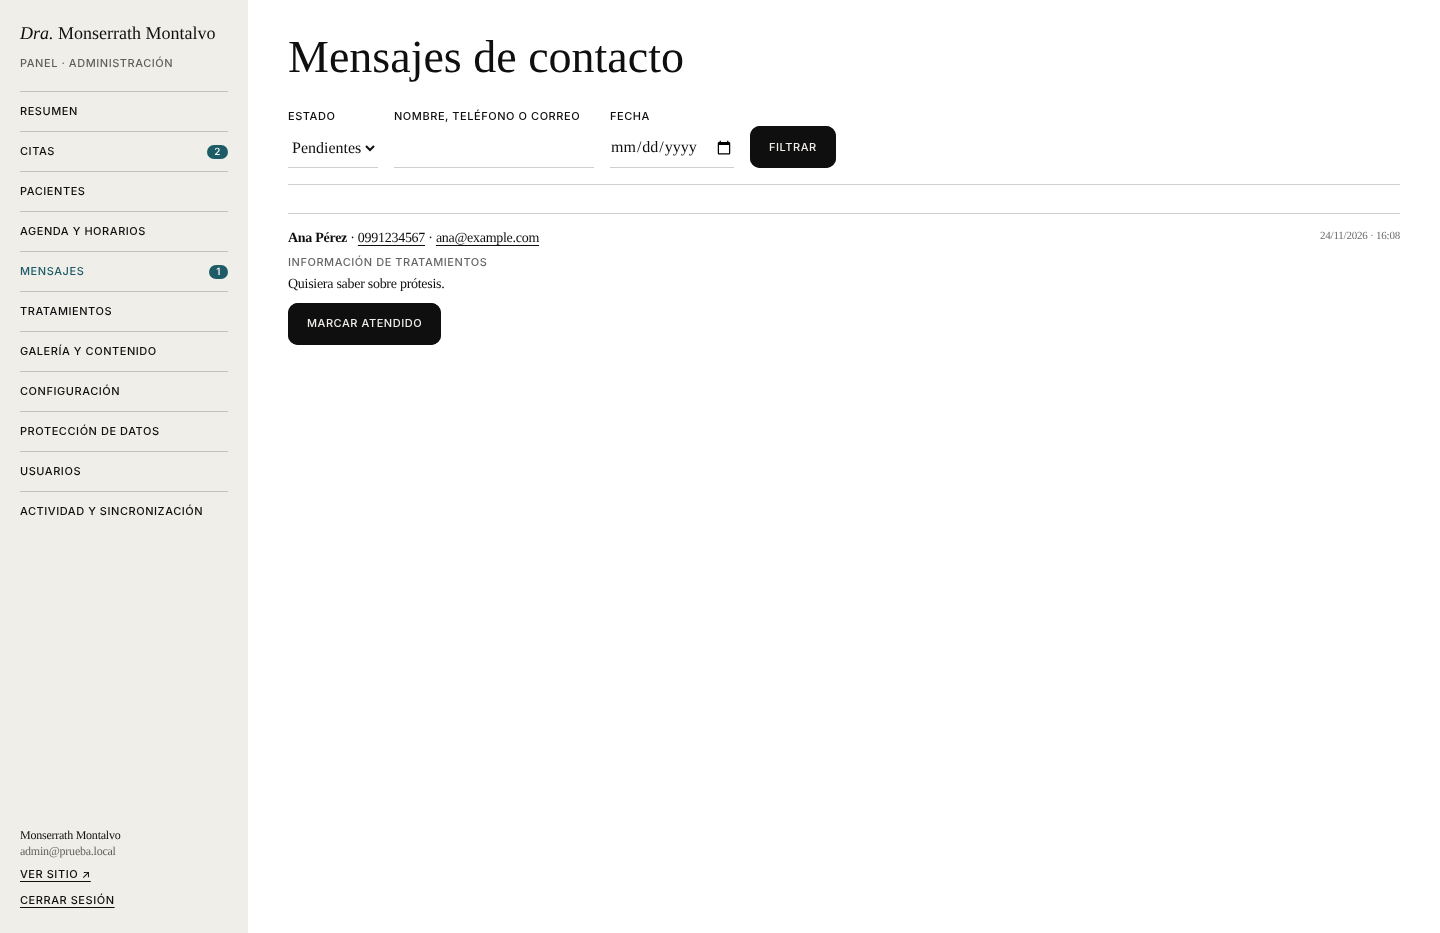 Dra. Monserrath Montalvo
PANEL · ADMINISTRACIÓN
RESUMEN
CITAS 2
PACIENTES
AGENDA Y HORARIOS
MENSAJES 1
TRATAMIENTOS
GALERÍA Y CONTENIDO
CONFIGURACIÓN
PROTECCIÓN DE DATOS
USUARIOS
ACTIVIDAD Y SINCRONIZACIÓN
Monserrath Montalvo
admin@prueba.local
VER SITIO ↗
CERRAR SESIÓN
Mensajes de contacto
ESTADO NOMBRE, TELÉFONO O CORREO FECHA
Pendientes mm/dd/yyyy FILTRAR
Ana Pérez · 0991234567 · ana@example.com 24/11/2026 · 16:08
INFORMACIÓN DE TRATAMIENTOS
Quisiera saber sobre prótesis.
MARCAR ATENDIDO